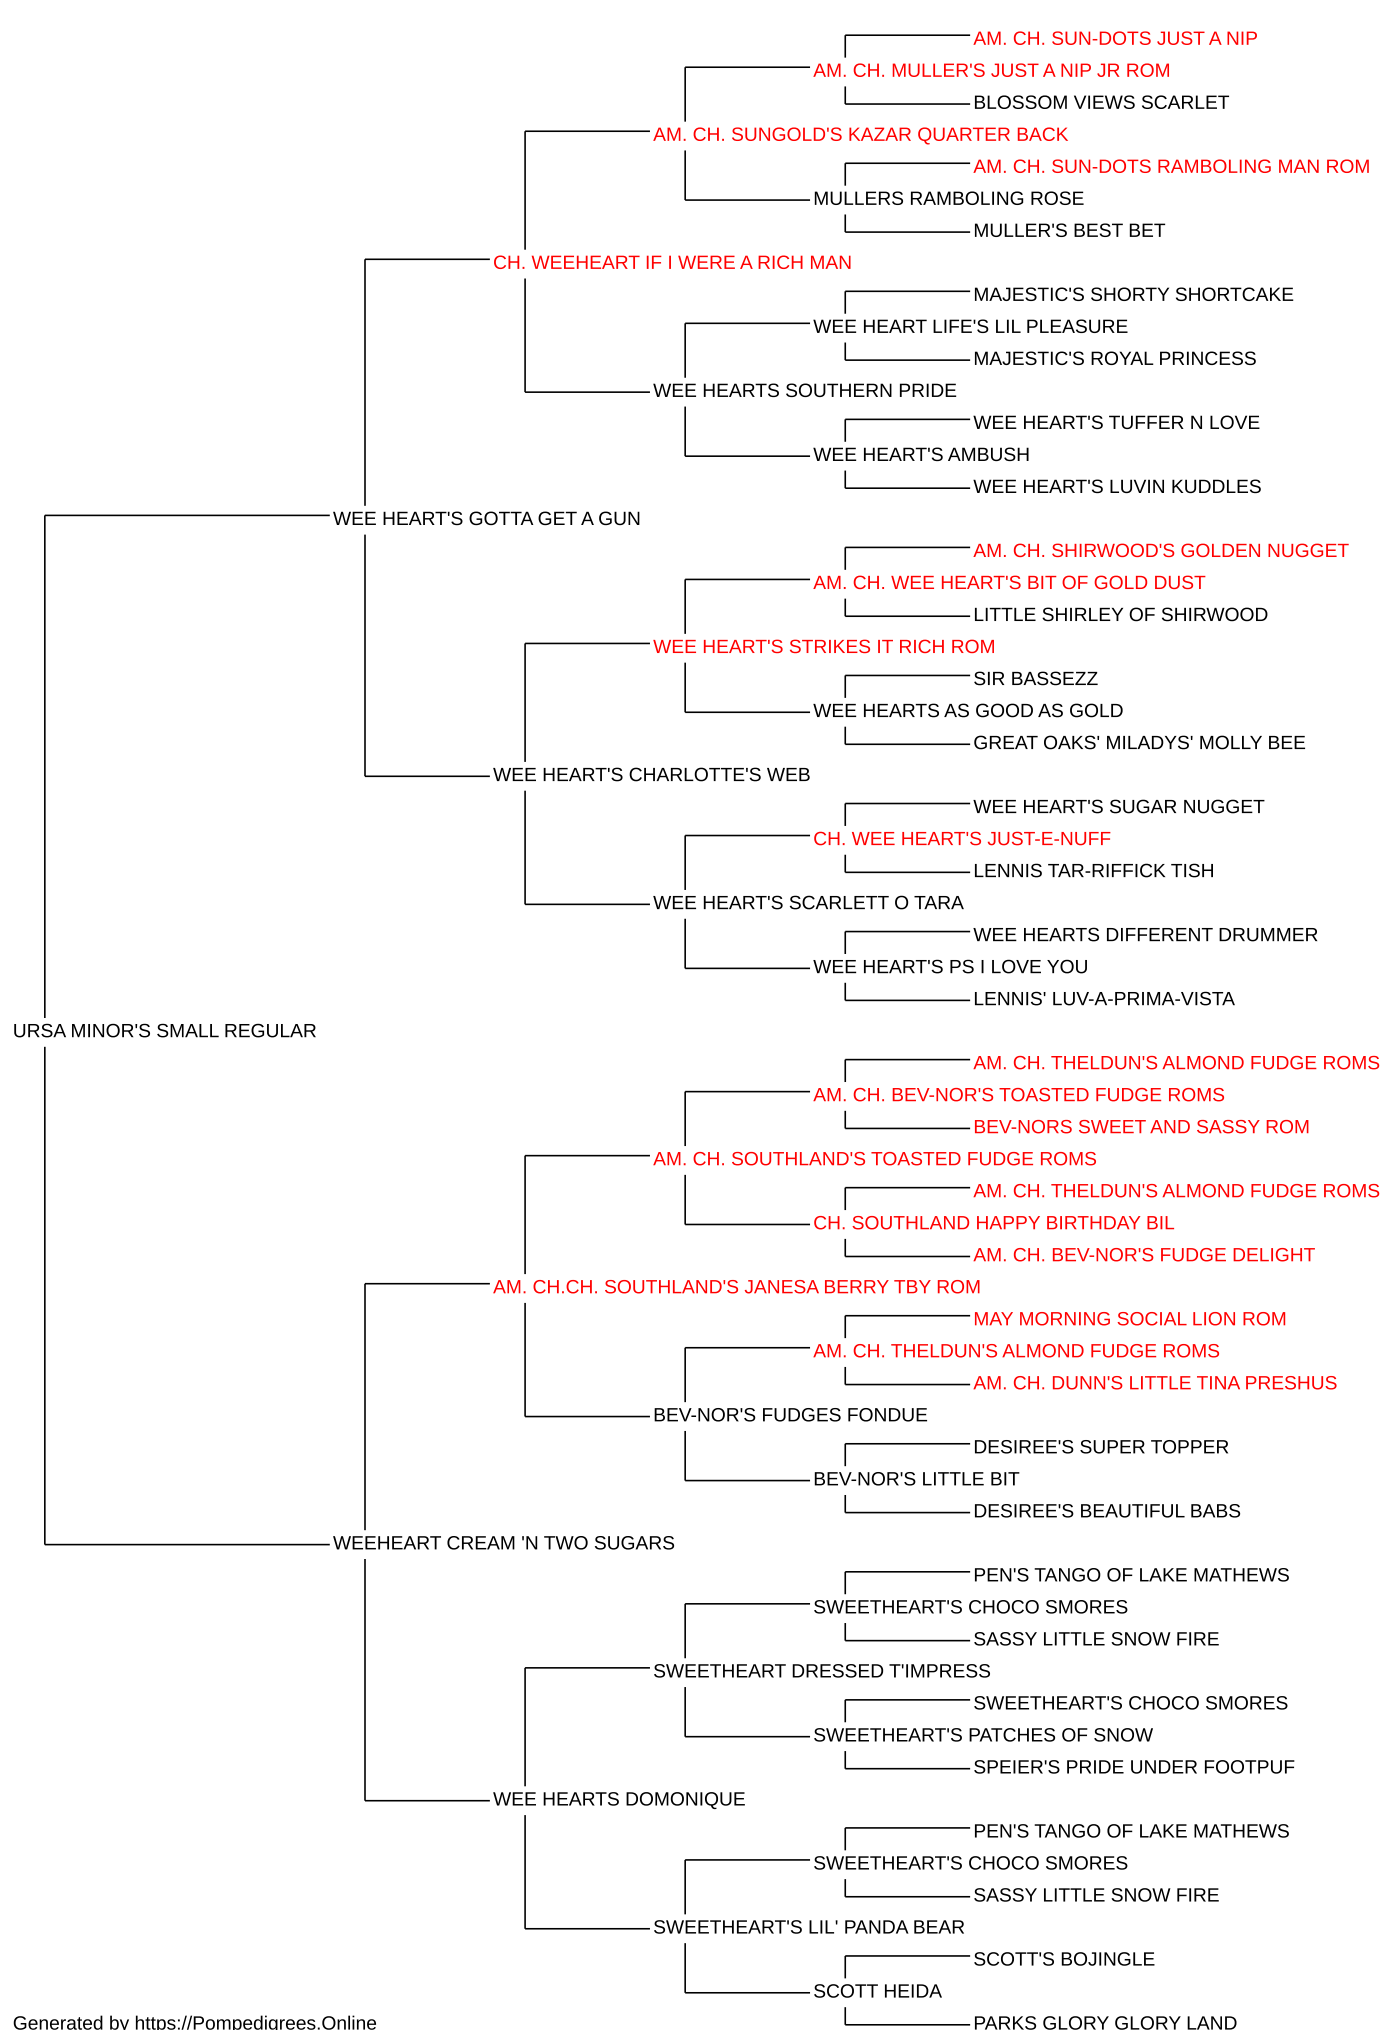 AM. CH. SUN-DOTS JUST A NIP
AM. CH. MULLER'S JUST A NIP JR ROM
BLOSSOM VIEWS SCARLET
AM. CH. SUNGOLD'S KAZAR QUARTER BACK
AM. CH. SUN-DOTS RAMBOLING MAN ROM
MULLERS RAMBOLING ROSE
MULLER'S BEST BET
CH. WEEHEART IF I WERE A RICH MAN
MAJESTIC'S SHORTY SHORTCAKE
WEE HEART LIFE'S LIL PLEASURE
MAJESTIC'S ROYAL PRINCESS
WEE HEARTS SOUTHERN PRIDE
WEE HEART'S TUFFER N LOVE
WEE HEART'S AMBUSH
WEE HEART'S LUVIN KUDDLES
WEE HEART'S GOTTA GET A GUN
AM. CH. SHIRWOOD'S GOLDEN NUGGET
AM. CH. WEE HEART'S BIT OF GOLD DUST
LITTLE SHIRLEY OF SHIRWOOD
WEE HEART'S STRIKES IT RICH ROM
SIR BASSEZZ
WEE HEARTS AS GOOD AS GOLD
GREAT OAKS' MILADYS' MOLLY BEE
WEE HEART'S CHARLOTTE'S WEB
WEE HEART'S SUGAR NUGGET
CH. WEE HEART'S JUST-E-NUFF
LENNIS TAR-RIFFICK TISH
WEE HEART'S SCARLETT O TARA
WEE HEARTS DIFFERENT DRUMMER
WEE HEART'S PS I LOVE YOU
LENNIS' LUV-A-PRIMA-VISTA
URSA MINOR'S SMALL REGULAR
AM. CH. THELDUN'S ALMOND FUDGE ROMS
AM. CH. BEV-NOR'S TOASTED FUDGE ROMS
BEV-NORS SWEET AND SASSY ROM
AM. CH. SOUTHLAND'S TOASTED FUDGE ROMS
AM. CH. THELDUN'S ALMOND FUDGE ROMS
CH. SOUTHLAND HAPPY BIRTHDAY BIL
AM. CH. BEV-NOR'S FUDGE DELIGHT
AM. CH.CH. SOUTHLAND'S JANESA BERRY TBY ROM
MAY MORNING SOCIAL LION ROM
AM. CH. THELDUN'S ALMOND FUDGE ROMS
AM. CH. DUNN'S LITTLE TINA PRESHUS
BEV-NOR'S FUDGES FONDUE
DESIREE'S SUPER TOPPER
BEV-NOR'S LITTLE BIT
DESIREE'S BEAUTIFUL BABS
WEEHEART CREAM 'N TWO SUGARS
PEN'S TANGO OF LAKE MATHEWS
SWEETHEART'S CHOCO SMORES
SASSY LITTLE SNOW FIRE
SWEETHEART DRESSED T'IMPRESS
SWEETHEART'S CHOCO SMORES
SWEETHEART'S PATCHES OF SNOW
SPEIER'S PRIDE UNDER FOOTPUF
WEE HEARTS DOMONIQUE
PEN'S TANGO OF LAKE MATHEWS
SWEETHEART'S CHOCO SMORES
SASSY LITTLE SNOW FIRE
SWEETHEART'S LIL' PANDA BEAR
SCOTT'S BOJINGLE
SCOTT HEIDA
PARKS GLORY GLORY LAND
Generated by https://Pompedigrees.Online